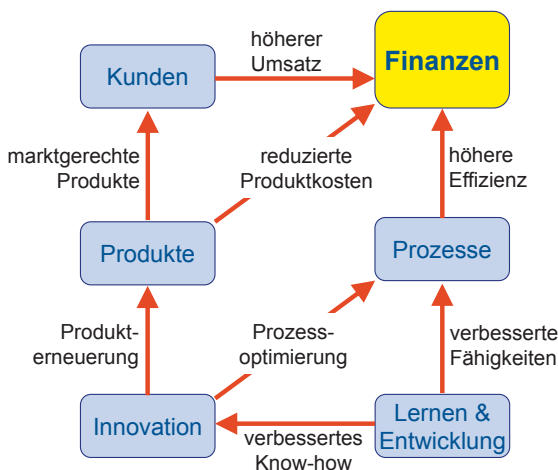 höherer
Umsatz
Kunden
Finanzen
marktgerechte
Produkte
reduzierte
Produktkosten
höhere
Effizienz
Produkte
Prozesse
Produkt-
erneuerung
Prozess-
optimierung
verbesserte
Fähigkeiten
Innovation
verbessertes
Know-how
Lernen &
Entwicklung